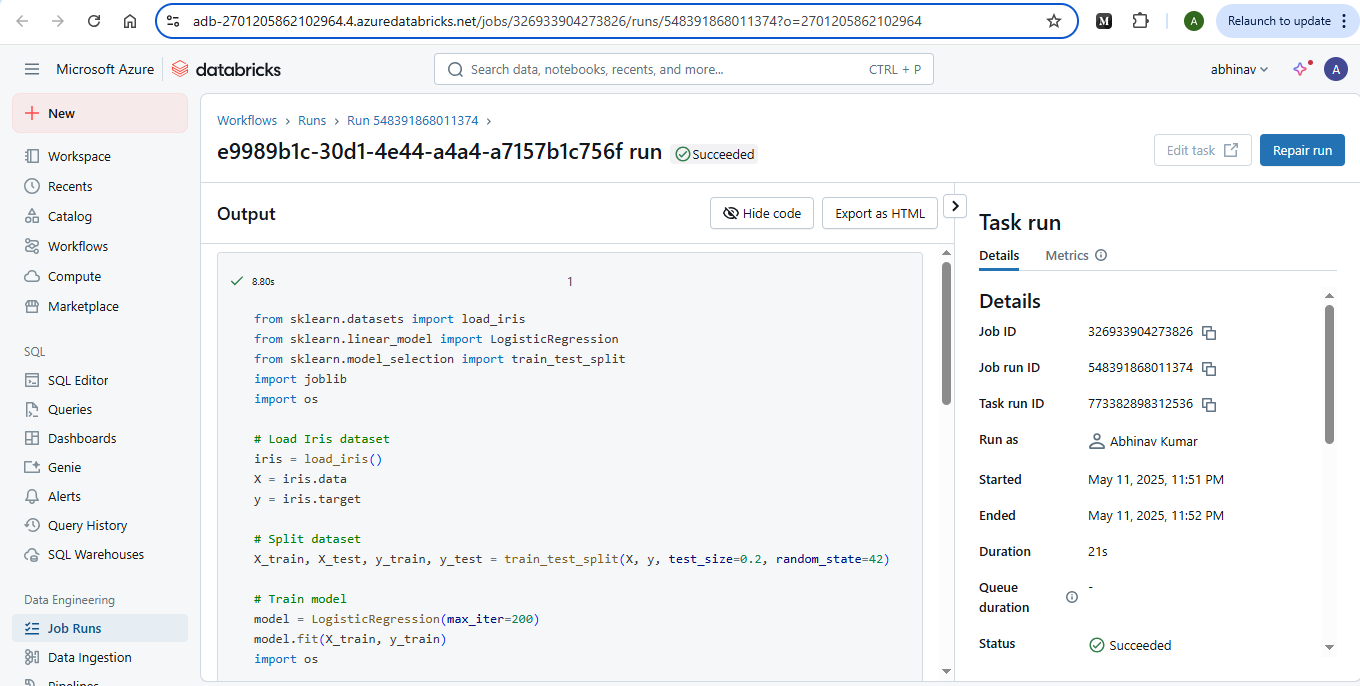 adb-2701205862102964.4.azuredatabricks.net/jobs/326933904273826/runs/548391868011374?o=2701205862102964
M
A
Relaunch to update
Microsoft Azure
databricks
Search data, notebooks, recents, and more...
CTRL + P
abhinav
A
New
Workspace
Recents
Catalog
Workflows
Compute
Marketplace
SQL
SQL Editor
Queries
Dashboards
Genie
Alerts
Query History
SQL Warehouses
Data Engineering
Job Runs
Data Ingestion
Pipelines
Workflows › Runs › Run 548391868011374 ›
e9989b1c-30d1-4e44-a4a4-a7157b1c756f run
Succeeded
Edit task
Repair run
Output
Hide code
Export as HTML
8.80s
1
from sklearn.datasets import load_iris
from sklearn.linear_model import LogisticRegression
from sklearn.model_selection import train_test_split
import joblib
import os
# Load Iris dataset
iris = load_iris()
X = iris.data
y = iris.target
# Split dataset
X_train, X_test, y_train, y_test = train_test_split(X, y, test_size=0.2, random_state=42)
# Train model
model = LogisticRegression(max_iter=200)
model.fit(X_train, y_train)
import os
Task run
Details
Metrics
Details
Job ID 326933904273826
Job run ID 548391868011374
Task run ID 773382898312536
Run as Abhinav Kumar
Started May 11, 2025, 11:51 PM
Ended May 11, 2025, 11:52 PM
Duration 21s
Queue duration -
Status Succeeded